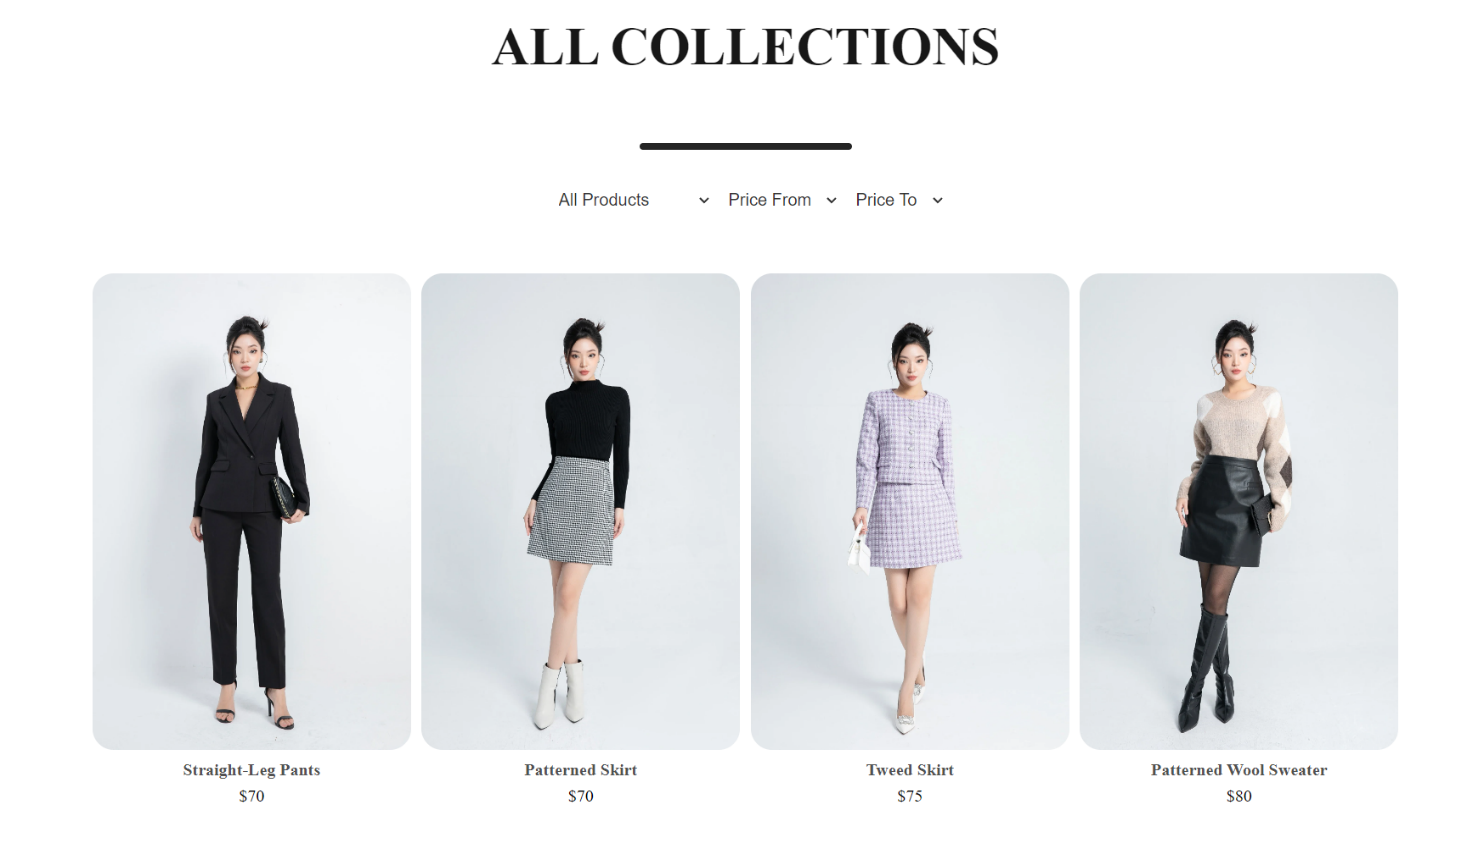 ALL COLLECTIONS
All Products Price From Price To
Straight-Leg Pants
$70
Patterned Skirt
$70
Tweed Skirt
$75
Patterned Wool Sweater
$80